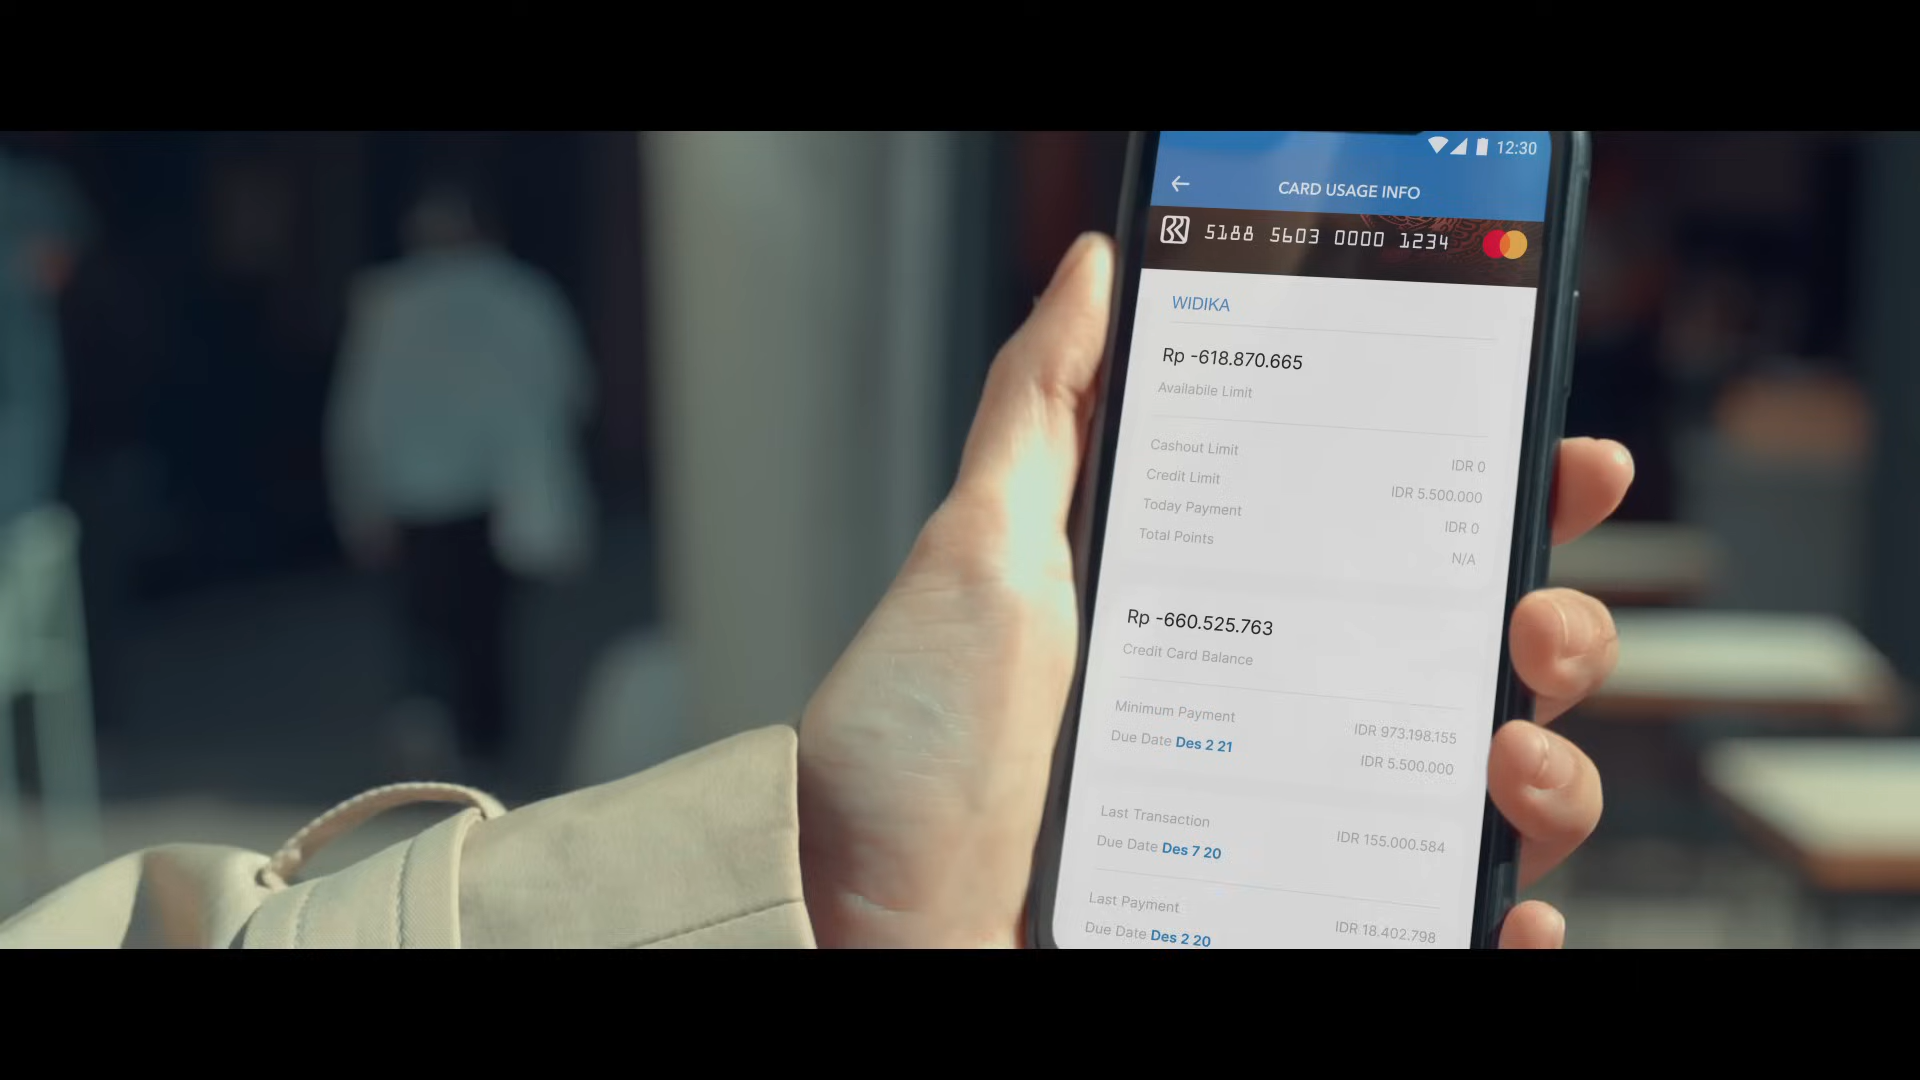 12:30
CARD USAGE INFO
5188 5603 0000 1234
WIDIKA
Rp -618.870.665
Availabile Limit
Cashout Limit IDR 0
Credit Limit IDR 5.500.000
Today Payment IDR 0
Total Points N/A
Rp -660.525.763
Credit Card Balance
Minimum Payment IDR 973.198.155
Due Date Des 2 21 IDR 5.500.000
Last Transaction IDR 155.000.584
Due Date Des 7 20
Last Payment IDR 18.402.798
Due Date Des 2 20